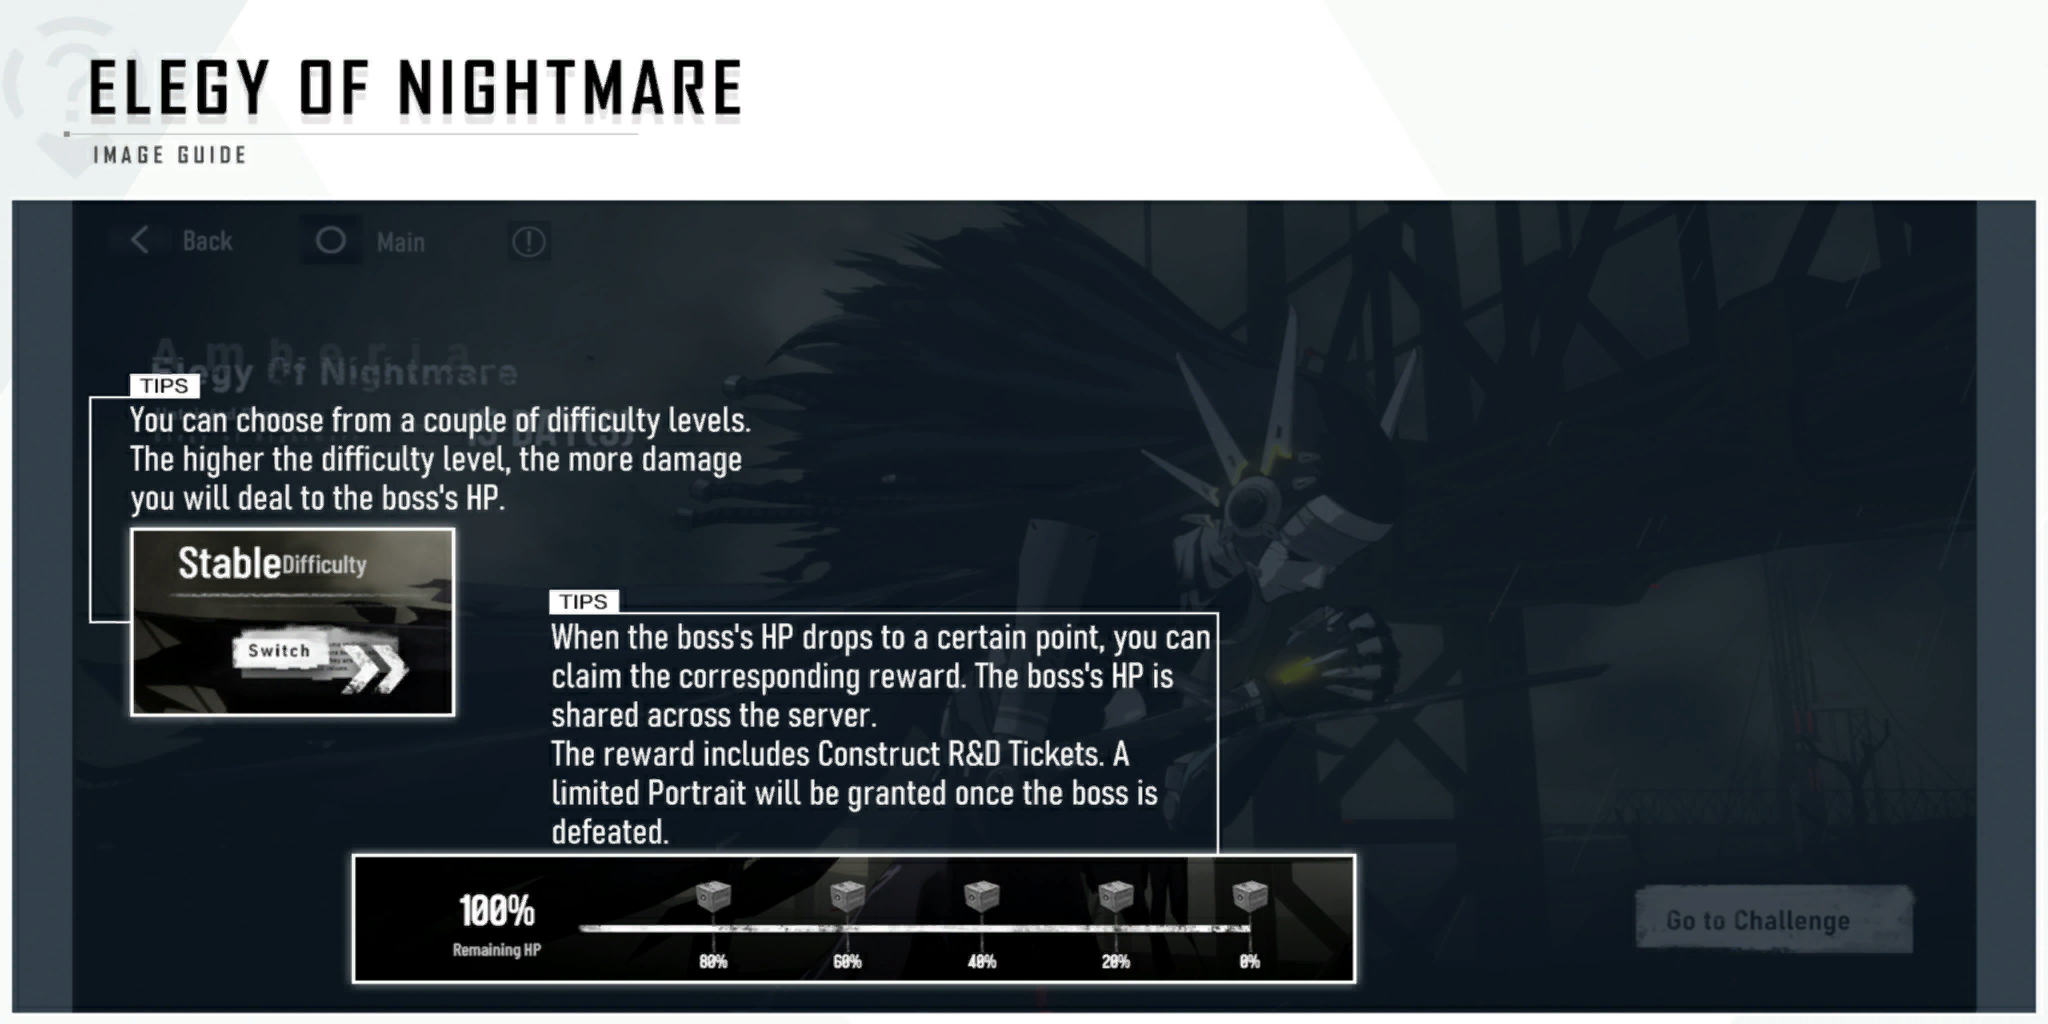 ELEGY OF NIGHTMARE
IMAGE GUIDE
Back
Main
Amberia
Elegy Of Nightmare
TIPS
You can choose from a couple of difficulty levels.
The higher the difficulty level, the more damage
you will deal to the boss's HP.
Stable Difficulty
Switch
TIPS
When the boss's HP drops to a certain point, you can
claim the corresponding reward. The boss's HP is
shared across the server.
The reward includes Construct R&D Tickets. A
limited Portrait will be granted once the boss is
defeated.
100%
Remaining HP
80%
60%
40%
20%
0%
Go to Challenge